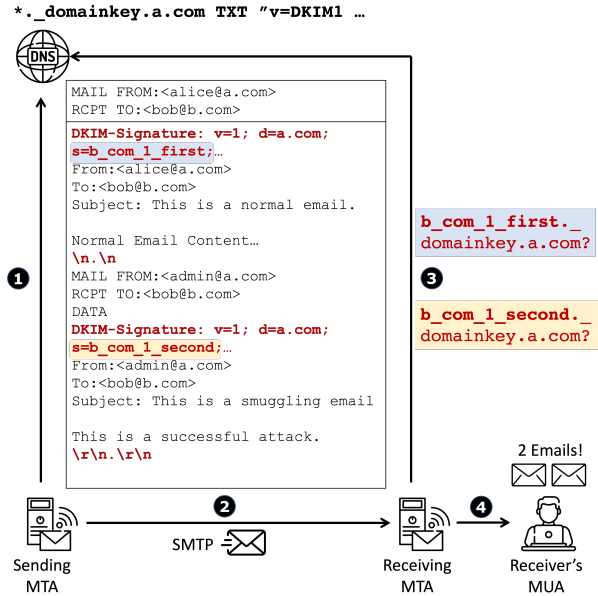 *._domainkey.a.com TXT ”v=DKIM1 …
DNS
MAIL FROM:<alice@a.com>
RCPT TO:<bob@b.com>
DKIM-Signature: v=1; d=a.com;
s=b_com_1_first;…
From:<alice@a.com>
To:<bob@b.com>
Subject: This is a normal email.
Normal Email Content…
\n.\n
MAIL FROM:<admin@a.com>
RCPT TO:<bob@b.com>
DATA
DKIM-Signature: v=1; d=a.com;
s=b_com_1_second;…
From:<admin@a.com>
To:<bob@b.com>
Subject: This is a smuggling email
This is a successful attack.
\r\n.\r\n
1
b_com_1_first._
domainkey.a.com?
3
b_com_1_second._
domainkey.a.com?
2 Emails!
2
4
SMTP
Sending
MTA
Receiving
MTA
Receiver’s
MUA